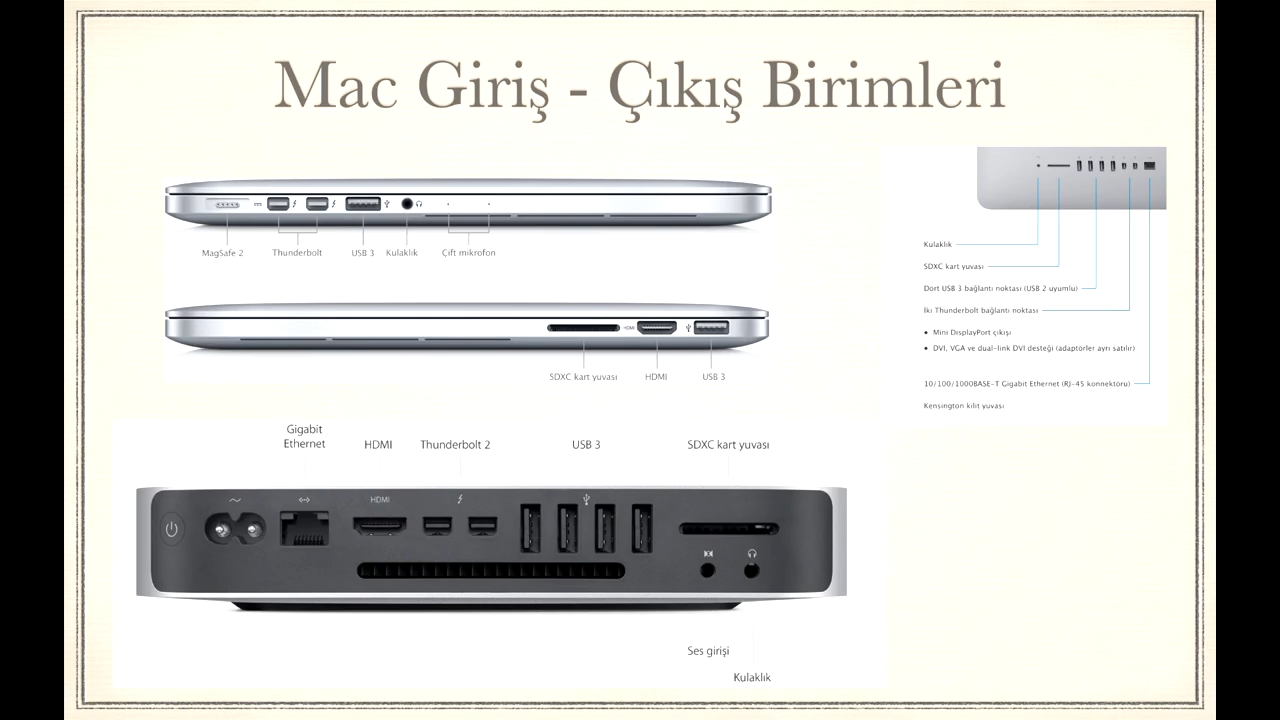 Mac Giriş - Çıkış Birimleri
MagSafe 2
Thunderbolt
USB 3
Kulaklık
Çift mikrofon
HDMI
SDXC kart yuvası
HDMI
USB 3
Kulaklık
SDXC kart yuvası
Dört USB 3 bağlantı noktası (USB 2 uyumlu)
İki Thunderbolt bağlantı noktası
• Mini DisplayPort çıkışı
• DVI, VGA ve dual-link DVI desteği (adaptörler ayrı satılır)
10/100/1000BASE-T Gigabit Ethernet (RJ-45 konnektörü)
Kensington kilit yuvası
Gigabit
Ethernet
HDMI
Thunderbolt 2
USB 3
SDXC kart yuvası
HDMI
Ses girişi
Kulaklık